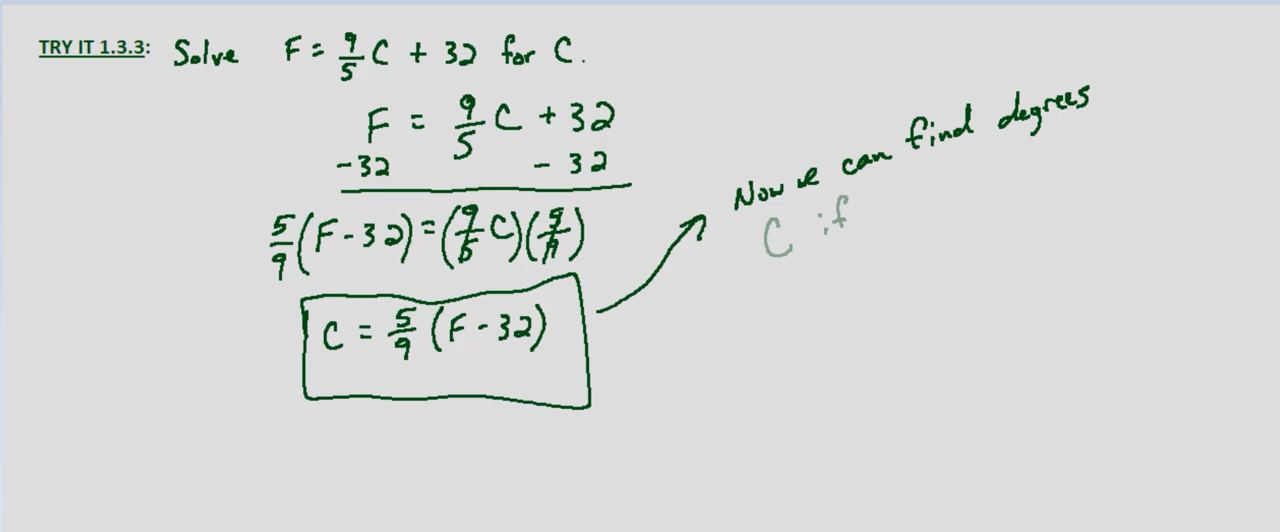 TRY IT 1.3.3: Solve F = 9/5 C + 32 for C.
F = 9/5 C + 32
-32 - 32
5/9 (F - 32) = (9/5 C)(5/9)
C = 5/9 (F - 32)
Now we can find degrees
C if